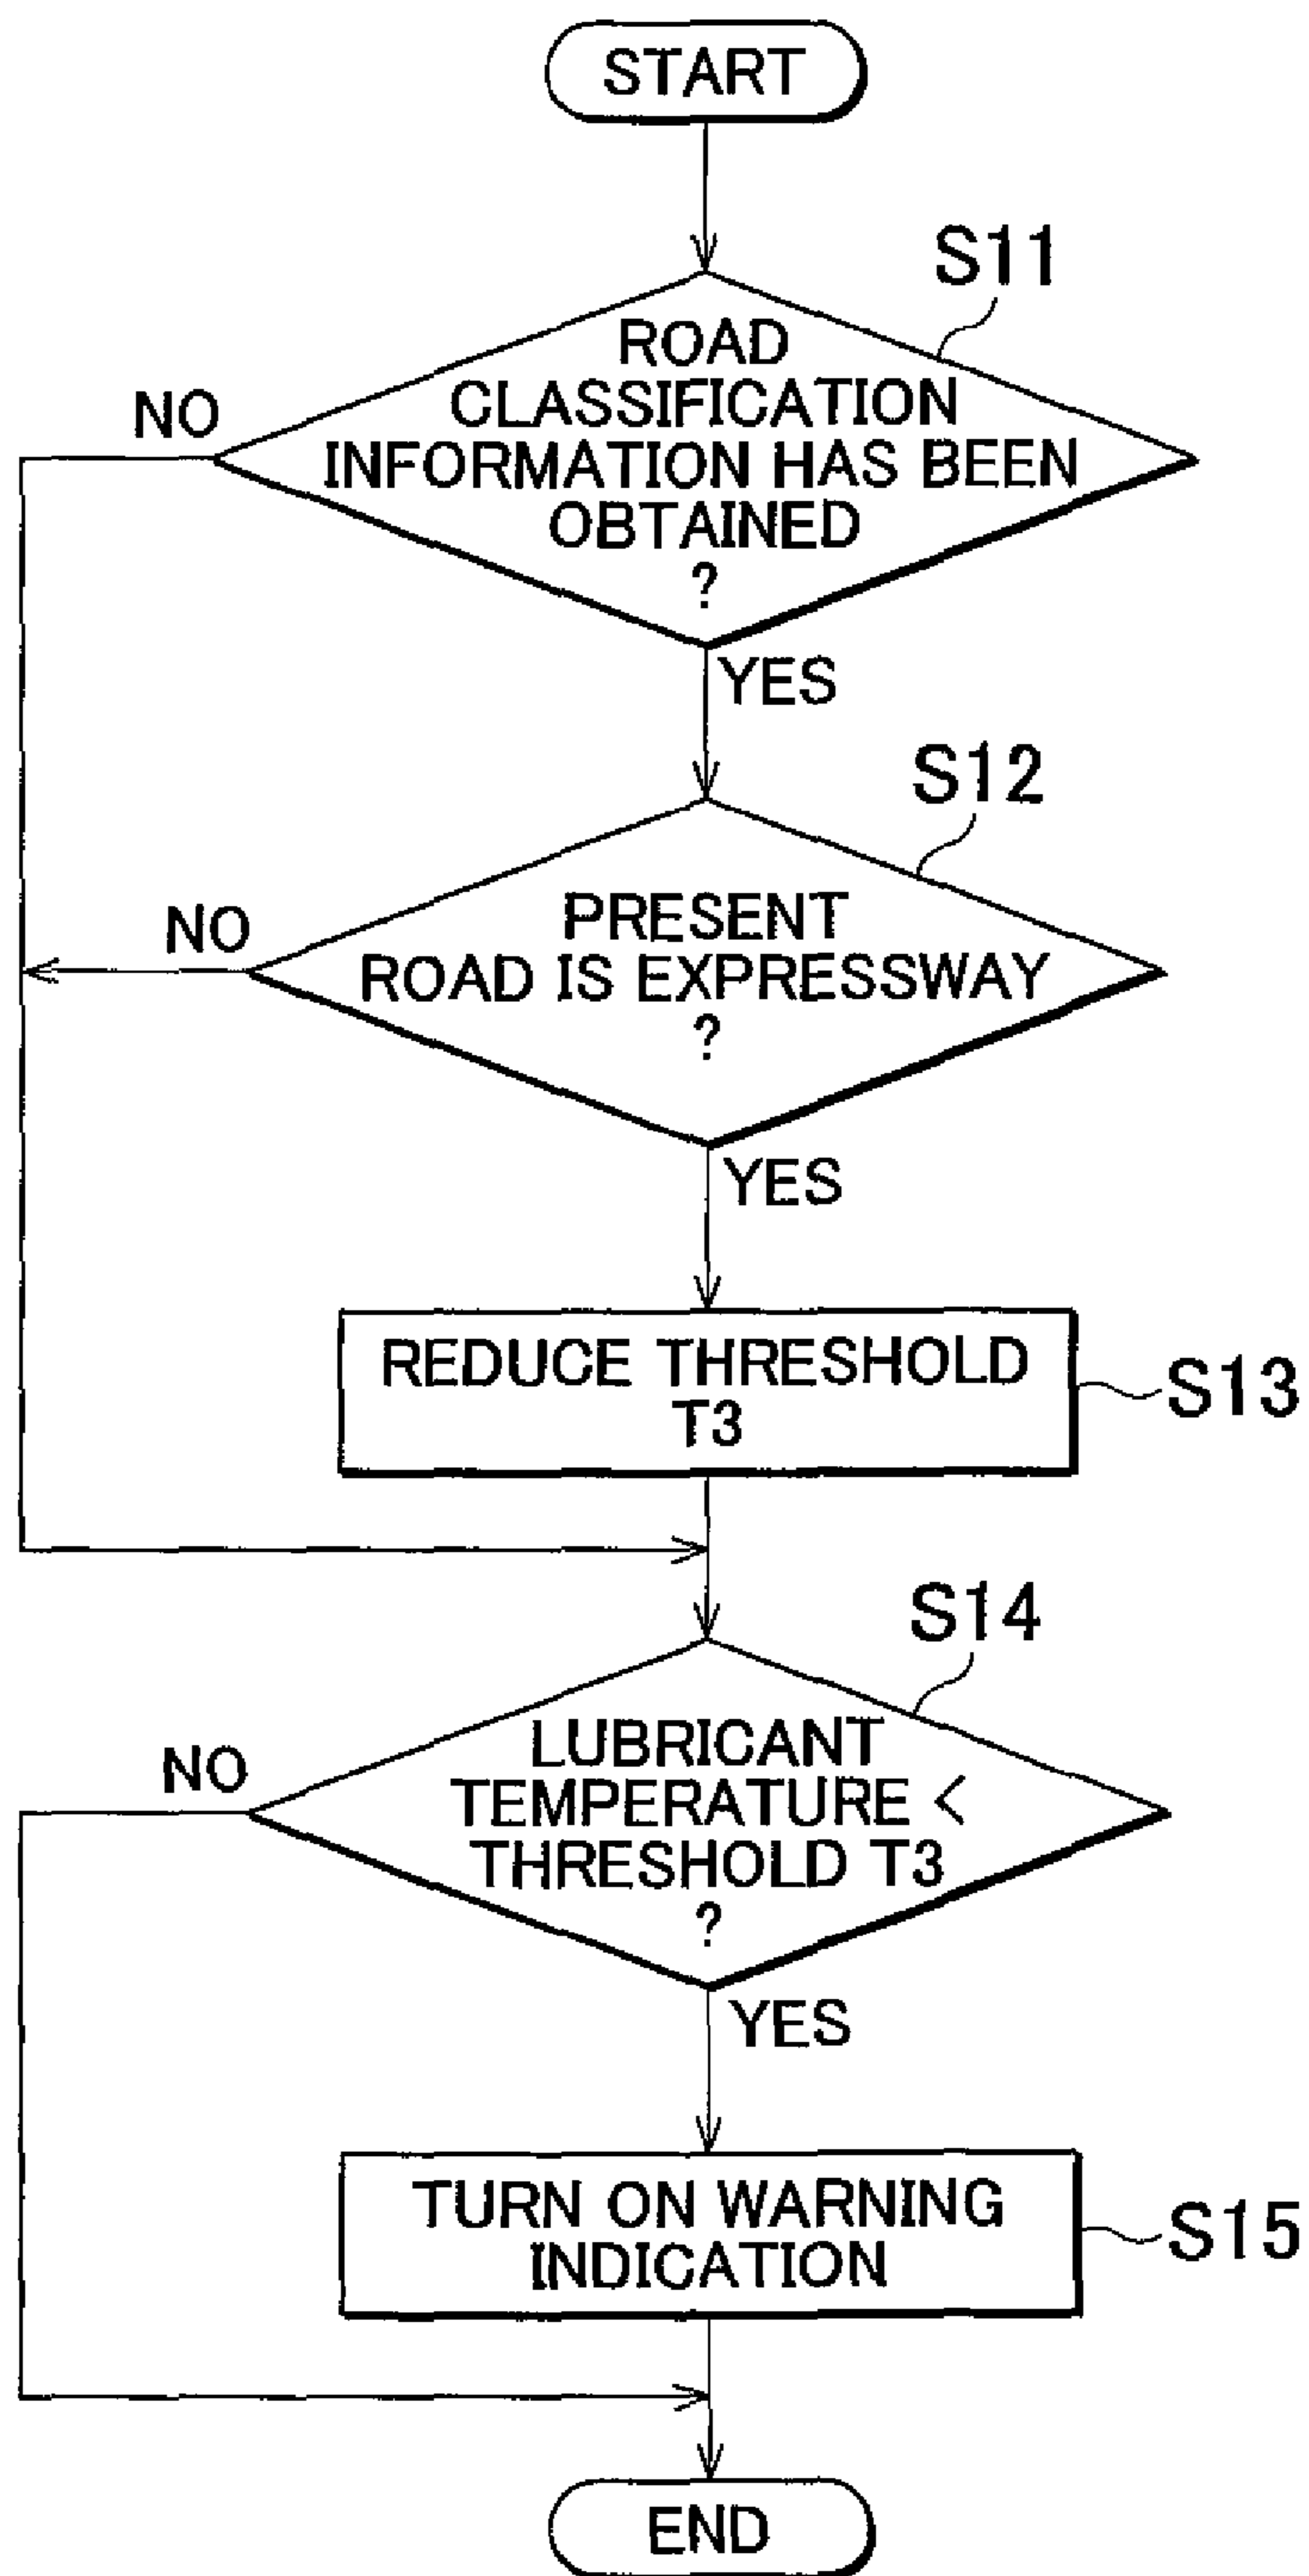 START
S11
ROAD
CLASSIFICATION
INFORMATION HAS BEEN
OBTAINED
?
NO
YES
S12
PRESENT
ROAD IS EXPRESSWAY
?
NO
YES
REDUCE THRESHOLD
T3
S13
S14
LUBRICANT
TEMPERATURE <
THRESHOLD T3
?
NO
YES
TURN ON WARNING
INDICATION
S15
END